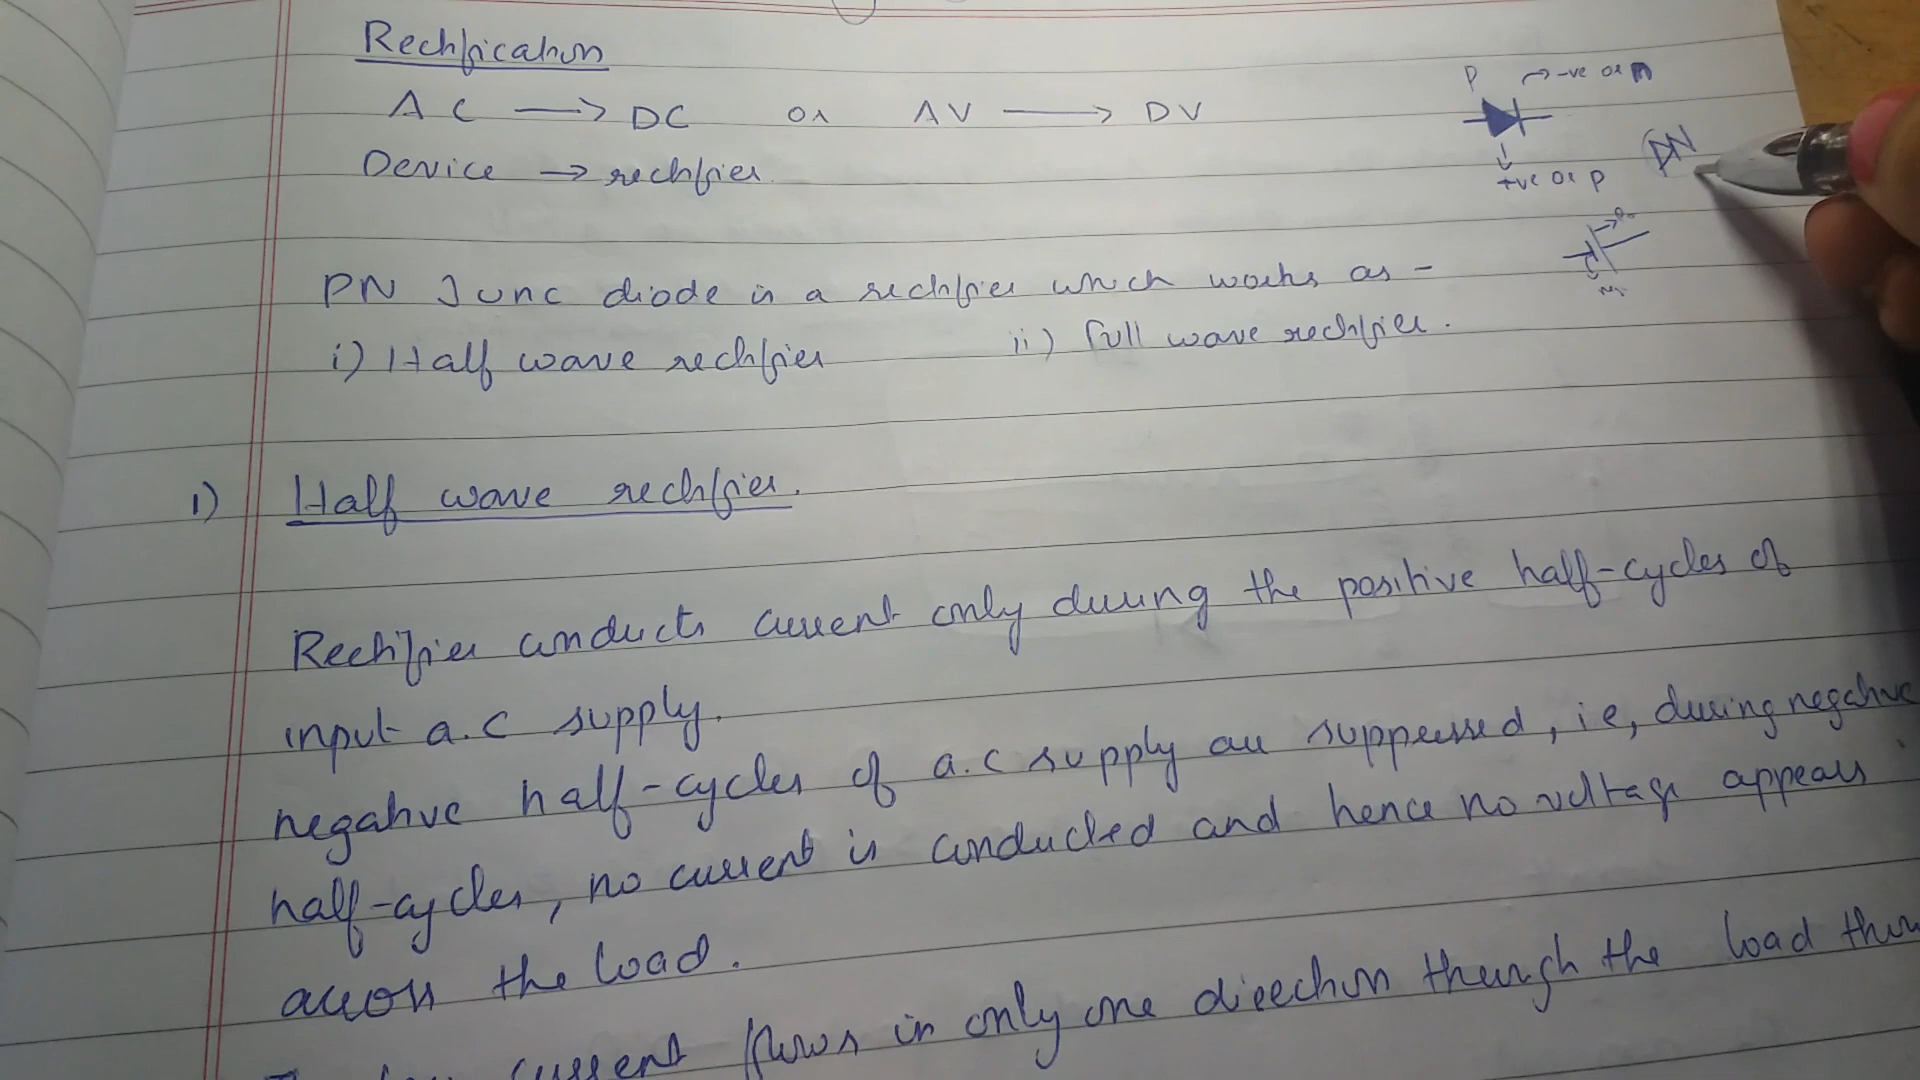 Rectification
AC → DC or AV → DV
P → -ve or n
Device → rectifier.
↓
+ve or p
PN
PN Junc diode is a rectifier which works as -
i) Half wave rectifier ii) full wave rectifier.
1) Half wave rectifier.
Rectifier conducts current only during the positive half-cycles of
input a.c supply.
negative half-cycles of a.c supply are suppressed, i.e, during negative
half-cycles, no current is conducted and hence no voltage appears
across the load.
current flows in only one direction through the load